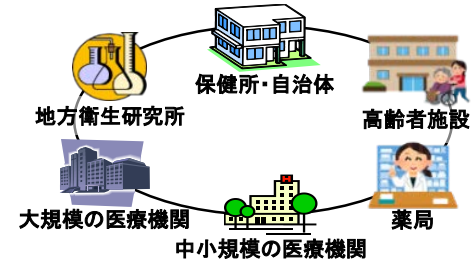 保健所・自治体
地方衛生研究所
高齢者施設
大規模の医療機関
薬局
中小規模の医療機関
H